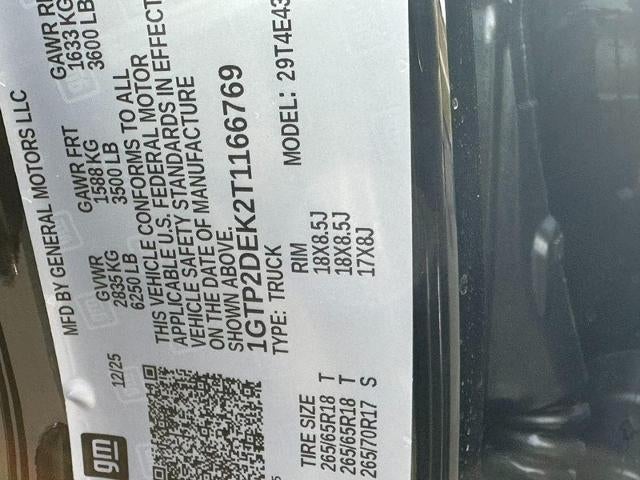 gm
12/25
MFD BY GENERAL MOTORS LLC
GVWR GAWR FRT GAWR RR
2835 KG 1588 KG 1633 KG
6250 LB 3500 LB 3600 LB
THIS VEHICLE CONFORMS TO ALL
APPLICABLE U.S. FEDERAL MOTOR
VEHICLE SAFETY STANDARDS IN EFFECT
ON THE DATE OF MANUFACTURE
SHOWN ABOVE.
1GTP2DEK2T1166769
TYPE: TRUCK MODEL: 29T4E43
TIRE SIZE RIM
265/65R18 T 18X8.5J
265/65R18 T 18X8.5J
265/70R17 S 17X8J